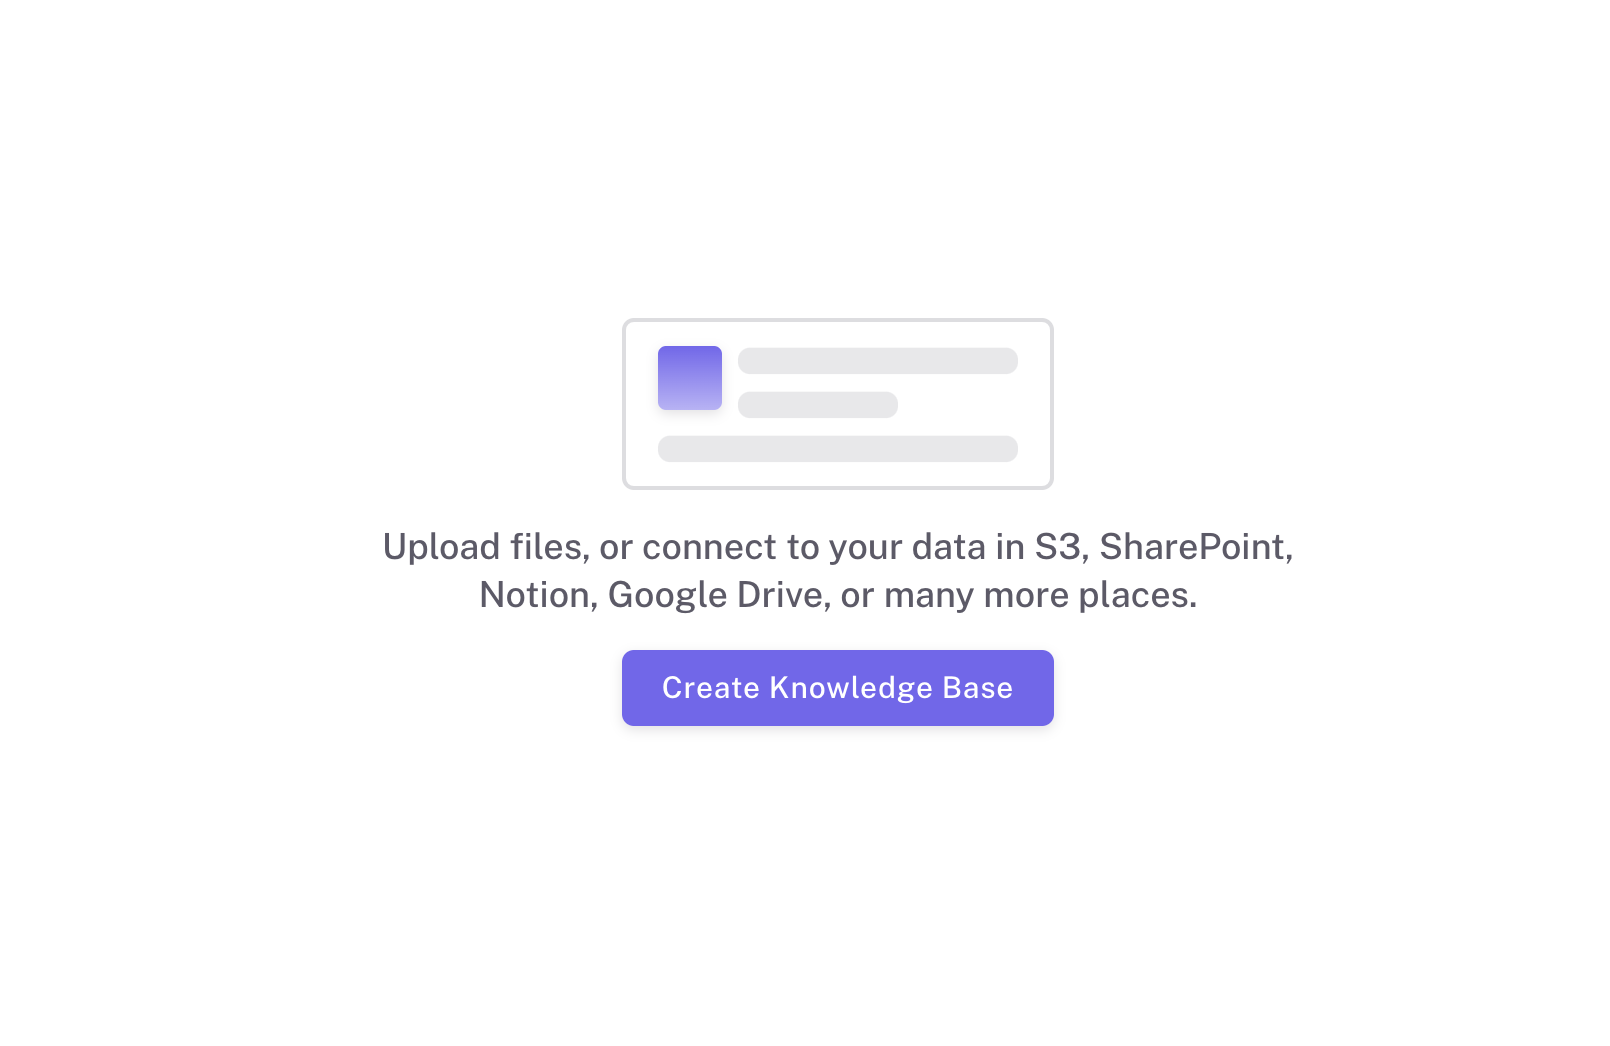 Upload files, or connect to your data in S3, SharePoint,
Notion, Google Drive, or many more places.
Create Knowledge Base